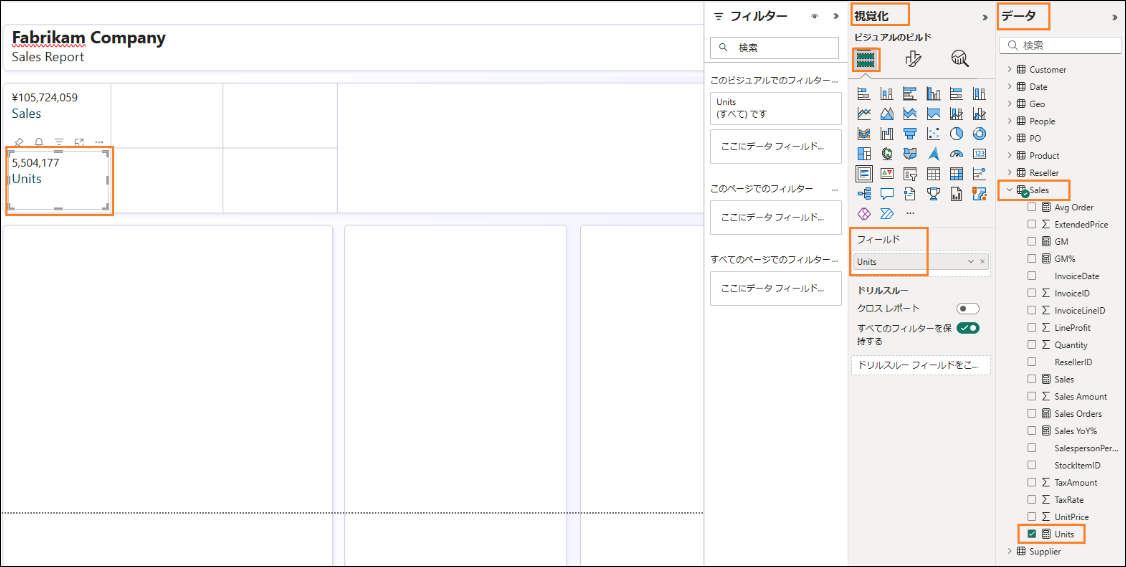 Fabrikam Company
Sales Report
¥105,724,059
Sales
5,504,177
Units
フィルター
検索
このビジュアルでのフィルター...
Units
(すべて) です
ここにデータ フィールド...
このページでのフィルター ...
ここにデータ フィールド...
すべてのページでのフィルター...
ここにデータ フィールド...
視覚化
ビジュアルのビルド
123
フィールド
Units
ドリルスルー
クロス レポート
すべてのフィルターを保
持する
ドリルスルー フィールドをこ...
データ
検索
Customer
Date
Geo
People
PO
Product
Reseller
Sales
Avg Order
ExtendedPrice
GM
GM%
InvoiceDate
InvoiceID
InvoiceLineID
LineProfit
Quantity
ResellerID
Sales
Sales Amount
Sales Orders
Sales YoY%
SalespersonPer...
StockItemID
TaxAmount
TaxRate
UnitPrice
Units
Supplier